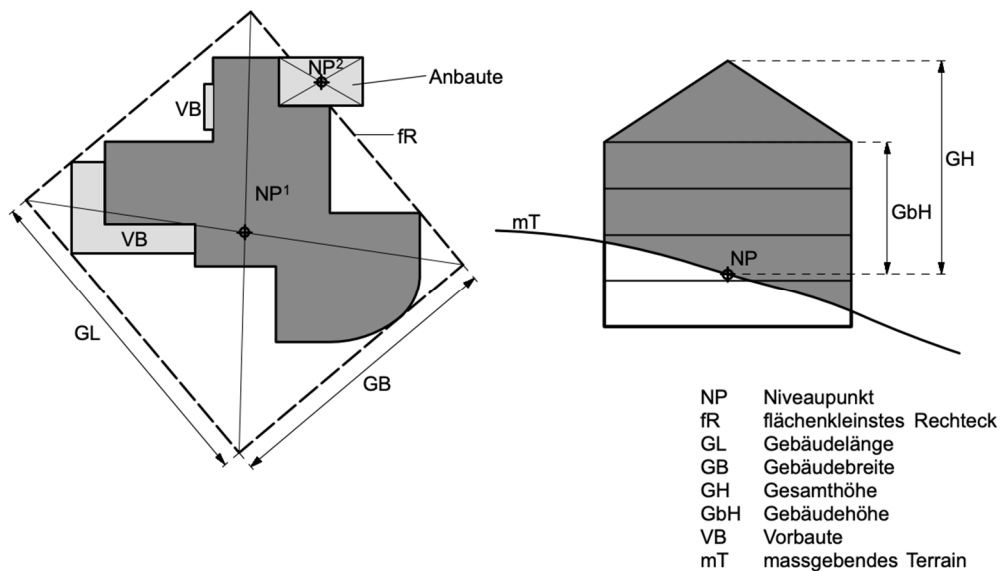 NP²
Anbaute
VB
fR
NP¹
VB
GL
GB
GH
GbH
mT
NP
NP Niveaupunkt
fR flächenkleinstes Rechteck
GL Gebäudelänge
GB Gebäudebreite
GH Gesamthöhe
GbH Gebäudehöhe
VB Vorbaute
mT massgebendes Terrain